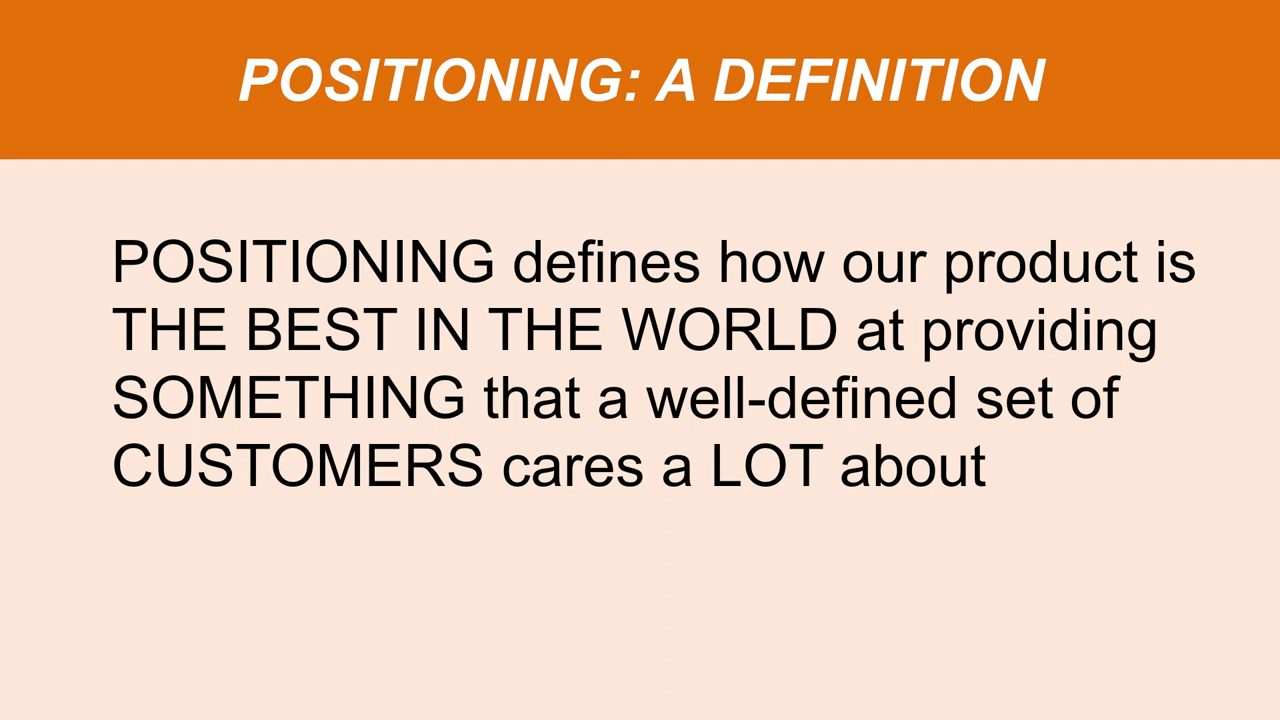 POSITIONING: A DEFINITION
POSITIONING defines how our product is
THE BEST IN THE WORLD at providing
SOMETHING that a well-defined set of
CUSTOMERS cares a LOT about